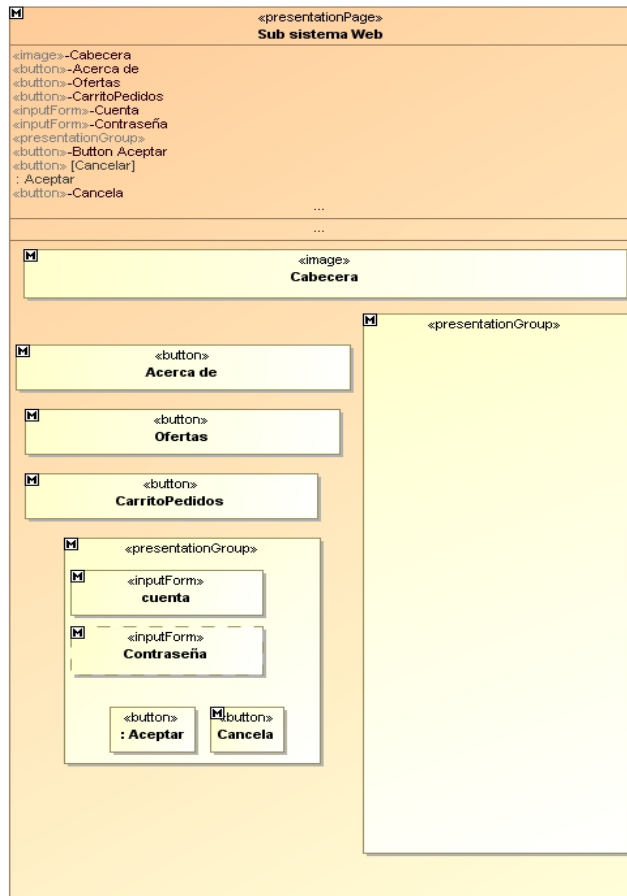 «presentationPage»
Sub sistema Web
«image»-Cabecera
«button»-Acerca de
«button»-Ofertas
«button»-CarritoPedidos
«inputForm»-Cuenta
«inputForm»-Contraseña
«presentationGroup»
«button»-Button Aceptar
«button» [Cancelar]
: Aceptar
«button»-Cancela
...
...
«image»
Cabecera
«presentationGroup»
«button»
Acerca de
«button»
Ofertas
«button»
CarritoPedidos
«presentationGroup»
«inputForm»
cuenta
«inputForm»
Contraseña
«button»
: Aceptar
«button»
Cancela